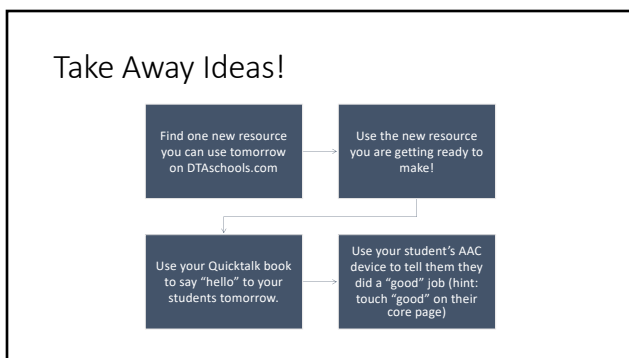 Take Away Ideas!
Find one new resource
you can use tomorrow
on DTAschools.com
Use the new resource
you are getting ready to
make!
Use your Quicktalk book
to say “hello” to your
students tomorrow.
Use your student’s AAC
device to tell them they
did a “good” job (hint:
touch “good” on their
core page)